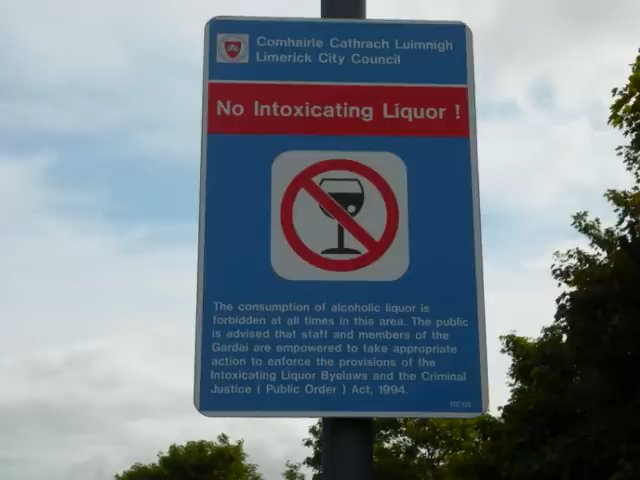 Comhairle Cathrach Luimnigh
Limerick City Council
No Intoxicating Liquor !
The consumption of alcoholic liquor is
forbidden at all times in this area. The public
is advised that staff and members of the
Gardai are empowered to take appropriate
action to enforce the provisions of the
Intoxicating Liquor Byelaws and the Criminal
Justice ( Public Order ) Act, 1994.